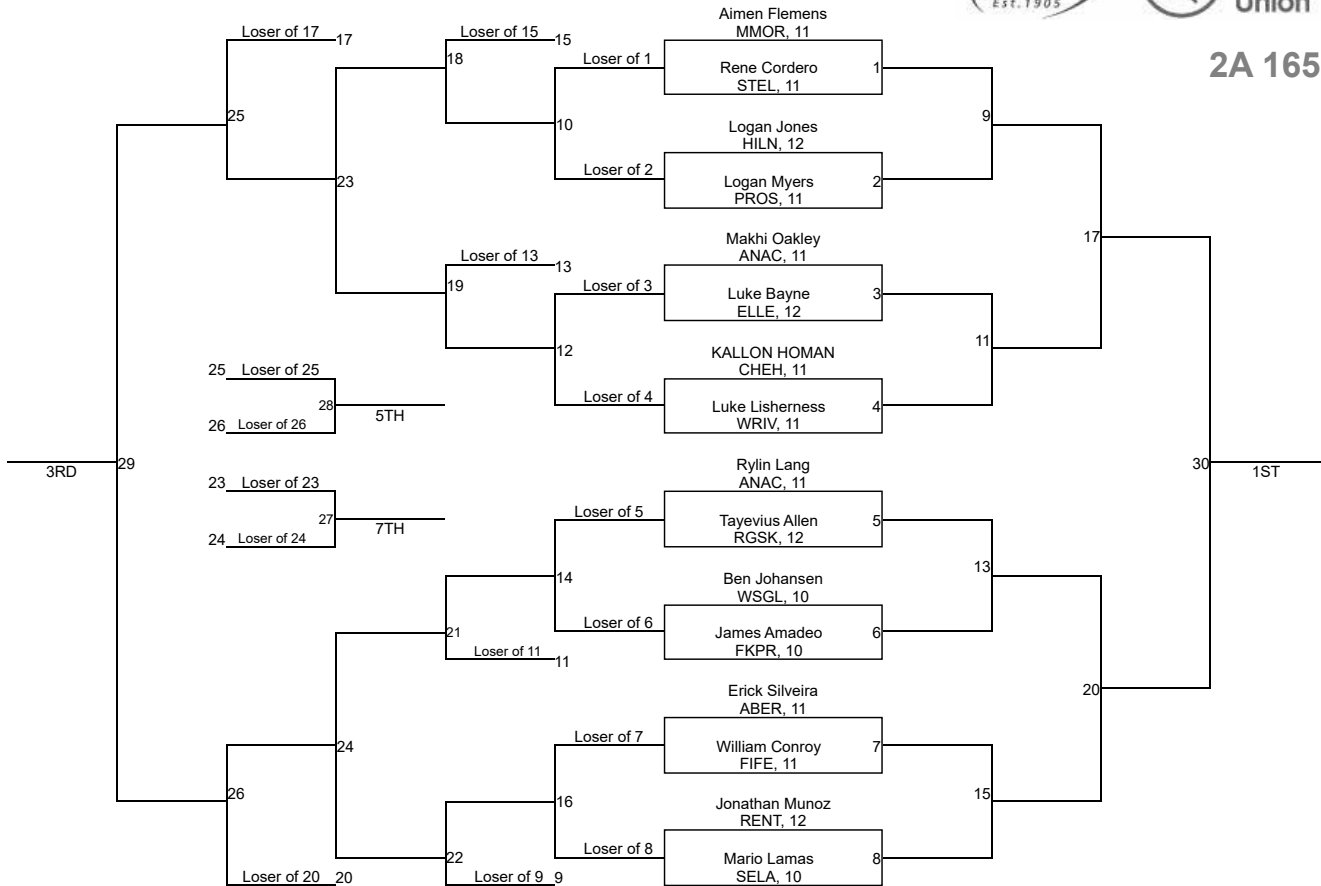 Est. 1905
Union
2A 165
Loser of 17 17
Loser of 15 15
Aimen Flemens
MMOR, 11
18
Loser of 1
Rene Cordero 1
STEL, 11
25
10
9
Logan Jones
HILN, 12
Loser of 2
23
Logan Myers 2
PROS, 11
Makhi Oakley
ANAC, 11
17
Loser of 13 13
19
Loser of 3
Luke Bayne 3
ELLE, 12
12
11
KALLON HOMAN
CHEH, 11
25 Loser of 25
28
5TH
26 Loser of 26
Loser of 4
Luke Lisherness 4
WRIV, 11
3RD
29
30
1ST
Rylin Lang
ANAC, 11
23 Loser of 23
27
7TH
24 Loser of 24
Loser of 5
Tayevius Allen 5
RGSK, 12
14
13
Ben Johansen
WSGL, 10
21
Loser of 6
James Amadeo 6
FKPR, 10
Loser of 11 11
Erick Silveira
ABER, 11
20
24
Loser of 7
William Conroy 7
FIFE, 11
26
16
15
Jonathan Munoz
RENT, 12
22
Loser of 8
Mario Lamas 8
SELA, 10
Loser of 20 20
Loser of 9 9